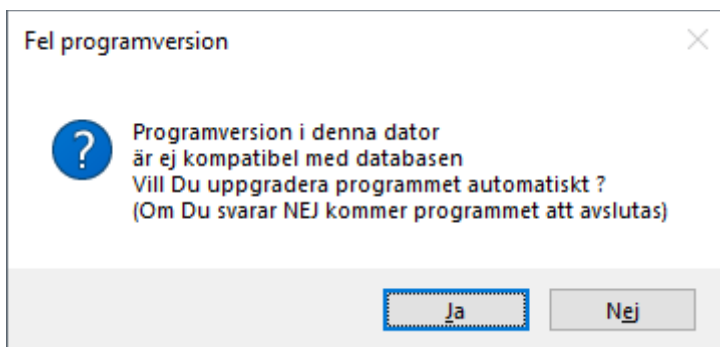 Fel programversion
Programversion i denna dator
är ej kompatibel med databasen
Vill Du uppgradera programmet automatiskt ?
(Om Du svarar NEJ kommer programmet att avslutas)
Ja
Nej